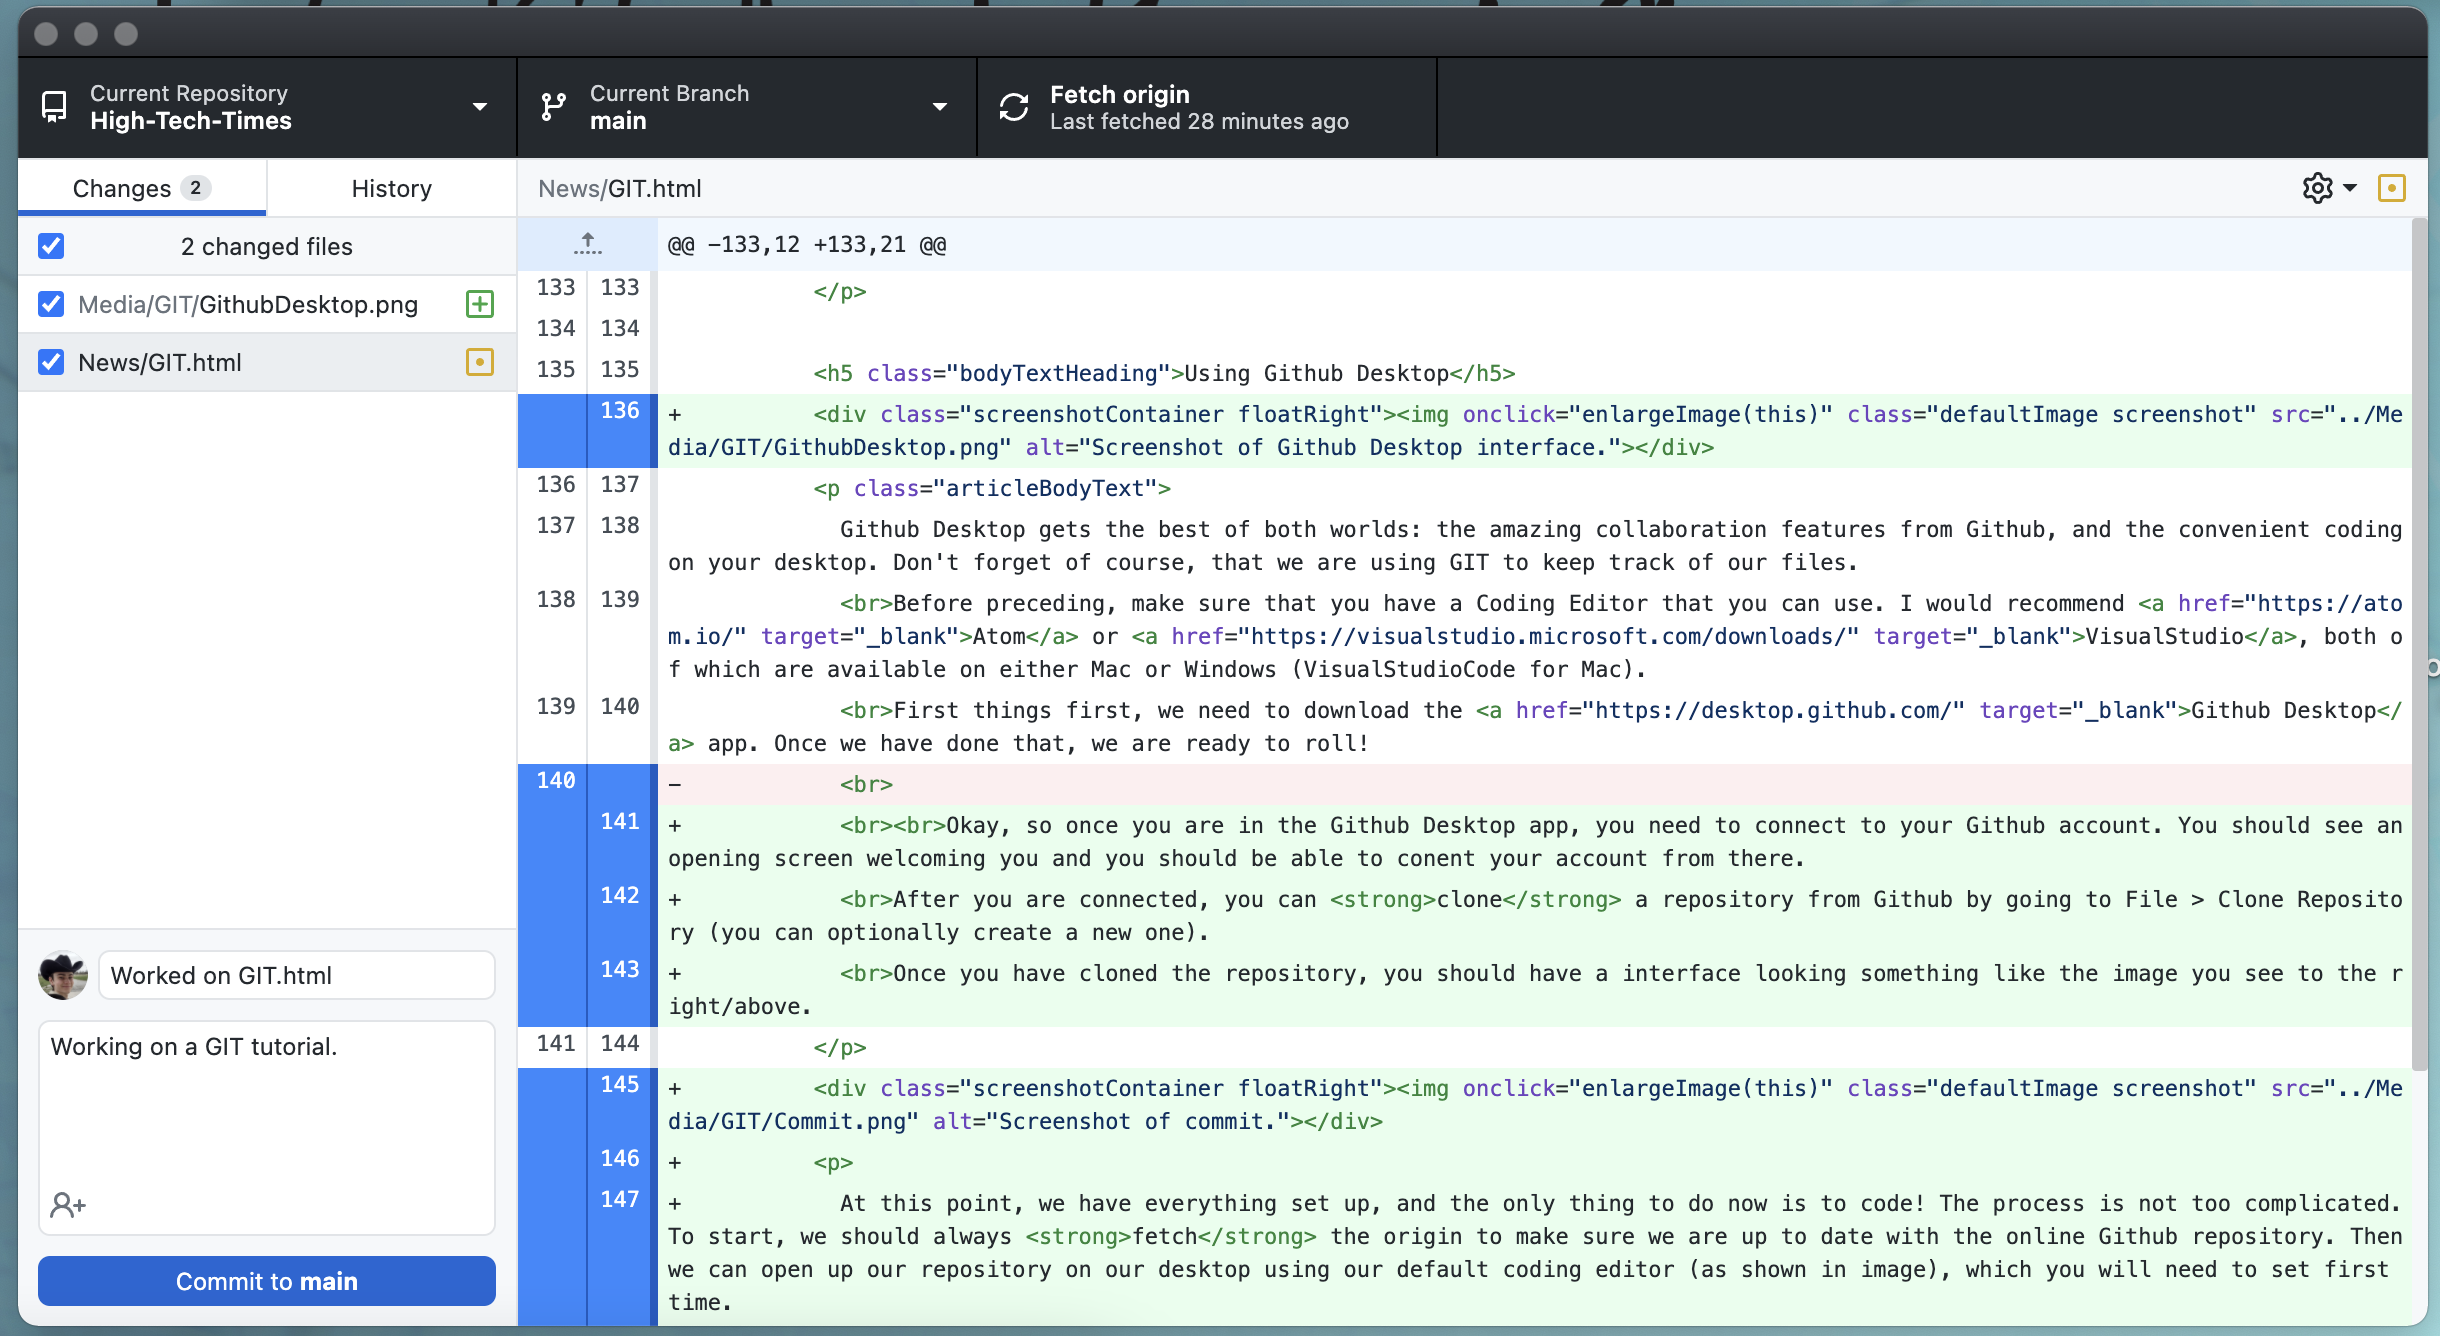 Current Repository
High-Tech-Times
Current Branch
main
Fetch origin
Last fetched 28 minutes ago
Changes 2
History
News/GIT.html
2 changed files
Media/GIT/GithubDesktop.png
News/GIT.html
Worked on GIT.html
Working on a GIT tutorial.
Commit to main
@@ -133,12 +133,21 @@
133 133 </p>
134 134
135 135 <h5 class="bodyTextHeading">Using Github Desktop</h5>
136 + <div class="screenshotContainer floatRight"><img onclick="enlargeImage(this)" class="defaultImage screenshot" src="../Me
dia/GIT/GithubDesktop.png" alt="Screenshot of Github Desktop interface."></div>
136 137 <p class="articleBodyText">
137 138 Github Desktop gets the best of both worlds: the amazing collaboration features from Github, and the convenient coding
on your desktop. Don't forget of course, that we are using GIT to keep track of our files.
138 139 <br>Before preceding, make sure that you have a Coding Editor that you can use. I would recommend <a href="https://ato
m.io/" target="_blank">Atom</a> or <a href="https://visualstudio.microsoft.com/downloads/" target="_blank">VisualStudio</a>, both o
f which are available on either Mac or Windows (VisualStudioCode for Mac).
139 140 <br>First things first, we need to download the <a href="https://desktop.github.com/" target="_blank">Github Desktop</
a> app. Once we have done that, we are ready to roll!
140 - <br>
141 + <br><br>Okay, so once you are in the Github Desktop app, you need to connect to your Github account. You should see an
opening screen welcoming you and you should be able to conent your account from there.
142 + <br>After you are connected, you can <strong>clone</strong> a repository from Github by going to File > Clone Reposito
ry (you can optionally create a new one).
143 + <br>Once you have cloned the repository, you should have a interface looking something like the image you see to the r
ight/above.
141 144 </p>
145 + <div class="screenshotContainer floatRight"><img onclick="enlargeImage(this)" class="defaultImage screenshot" src="../Me
dia/GIT/Commit.png" alt="Screenshot of commit."></div>
146 + <p>
147 + At this point, we have everything set up, and the only thing to do now is to code! The process is not too complicated.
To start, we should always <strong>fetch</strong> the origin to make sure we are up to date with the online Github repository. Then
we can open up our repository on our desktop using our default coding editor (as shown in image), which you will need to set first
time.